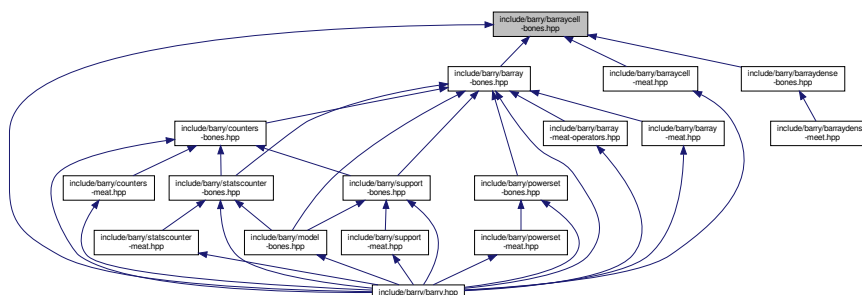 include/barry/barraycell
-bones.hpp
include/barry/barray
-bones.hpp
include/barry/barraycell
-meat.hpp
include/barry/barraydense
-bones.hpp
include/barry/counters
-bones.hpp
include/barry/barray
-meat-operators.hpp
include/barry/barray
-meat.hpp
include/barry/barraydense
-meet.hpp
include/barry/counters
-meat.hpp
include/barry/statscounter
-bones.hpp
include/barry/support
-bones.hpp
include/barry/powerset
-bones.hpp
include/barry/statscounter
-meat.hpp
include/barry/model
-bones.hpp
include/barry/support
-meat.hpp
include/barry/powerset
-meat.hpp
include/barry/barry.hpp